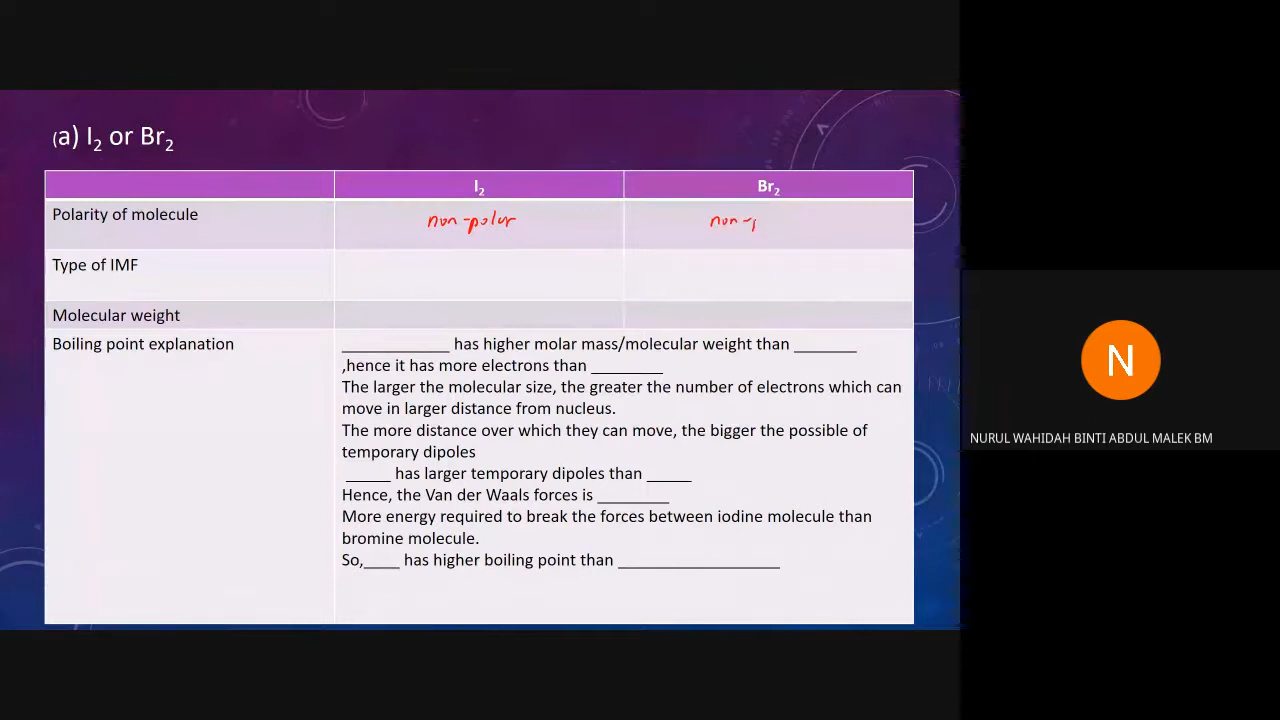 (a) I2 or Br2
I2 Br2
Polarity of molecule non-polar non-p
Type of IMF
Molecular weight
Boiling point explanation ___________ has higher molar mass/molecular weight than _______
,hence it has more electrons than ________
The larger the molecular size, the greater the number of electrons which can
move in larger distance from nucleus.
The more distance over which they can move, the bigger the possible of
temporary dipoles
_____ has larger temporary dipoles than _____
Hence, the Van der Waals forces is ________
More energy required to break the forces between iodine molecule than
bromine molecule.
So,____ has higher boiling point than __________________
N
NURUL WAHIDAH BINTI ABDUL MALEK BM